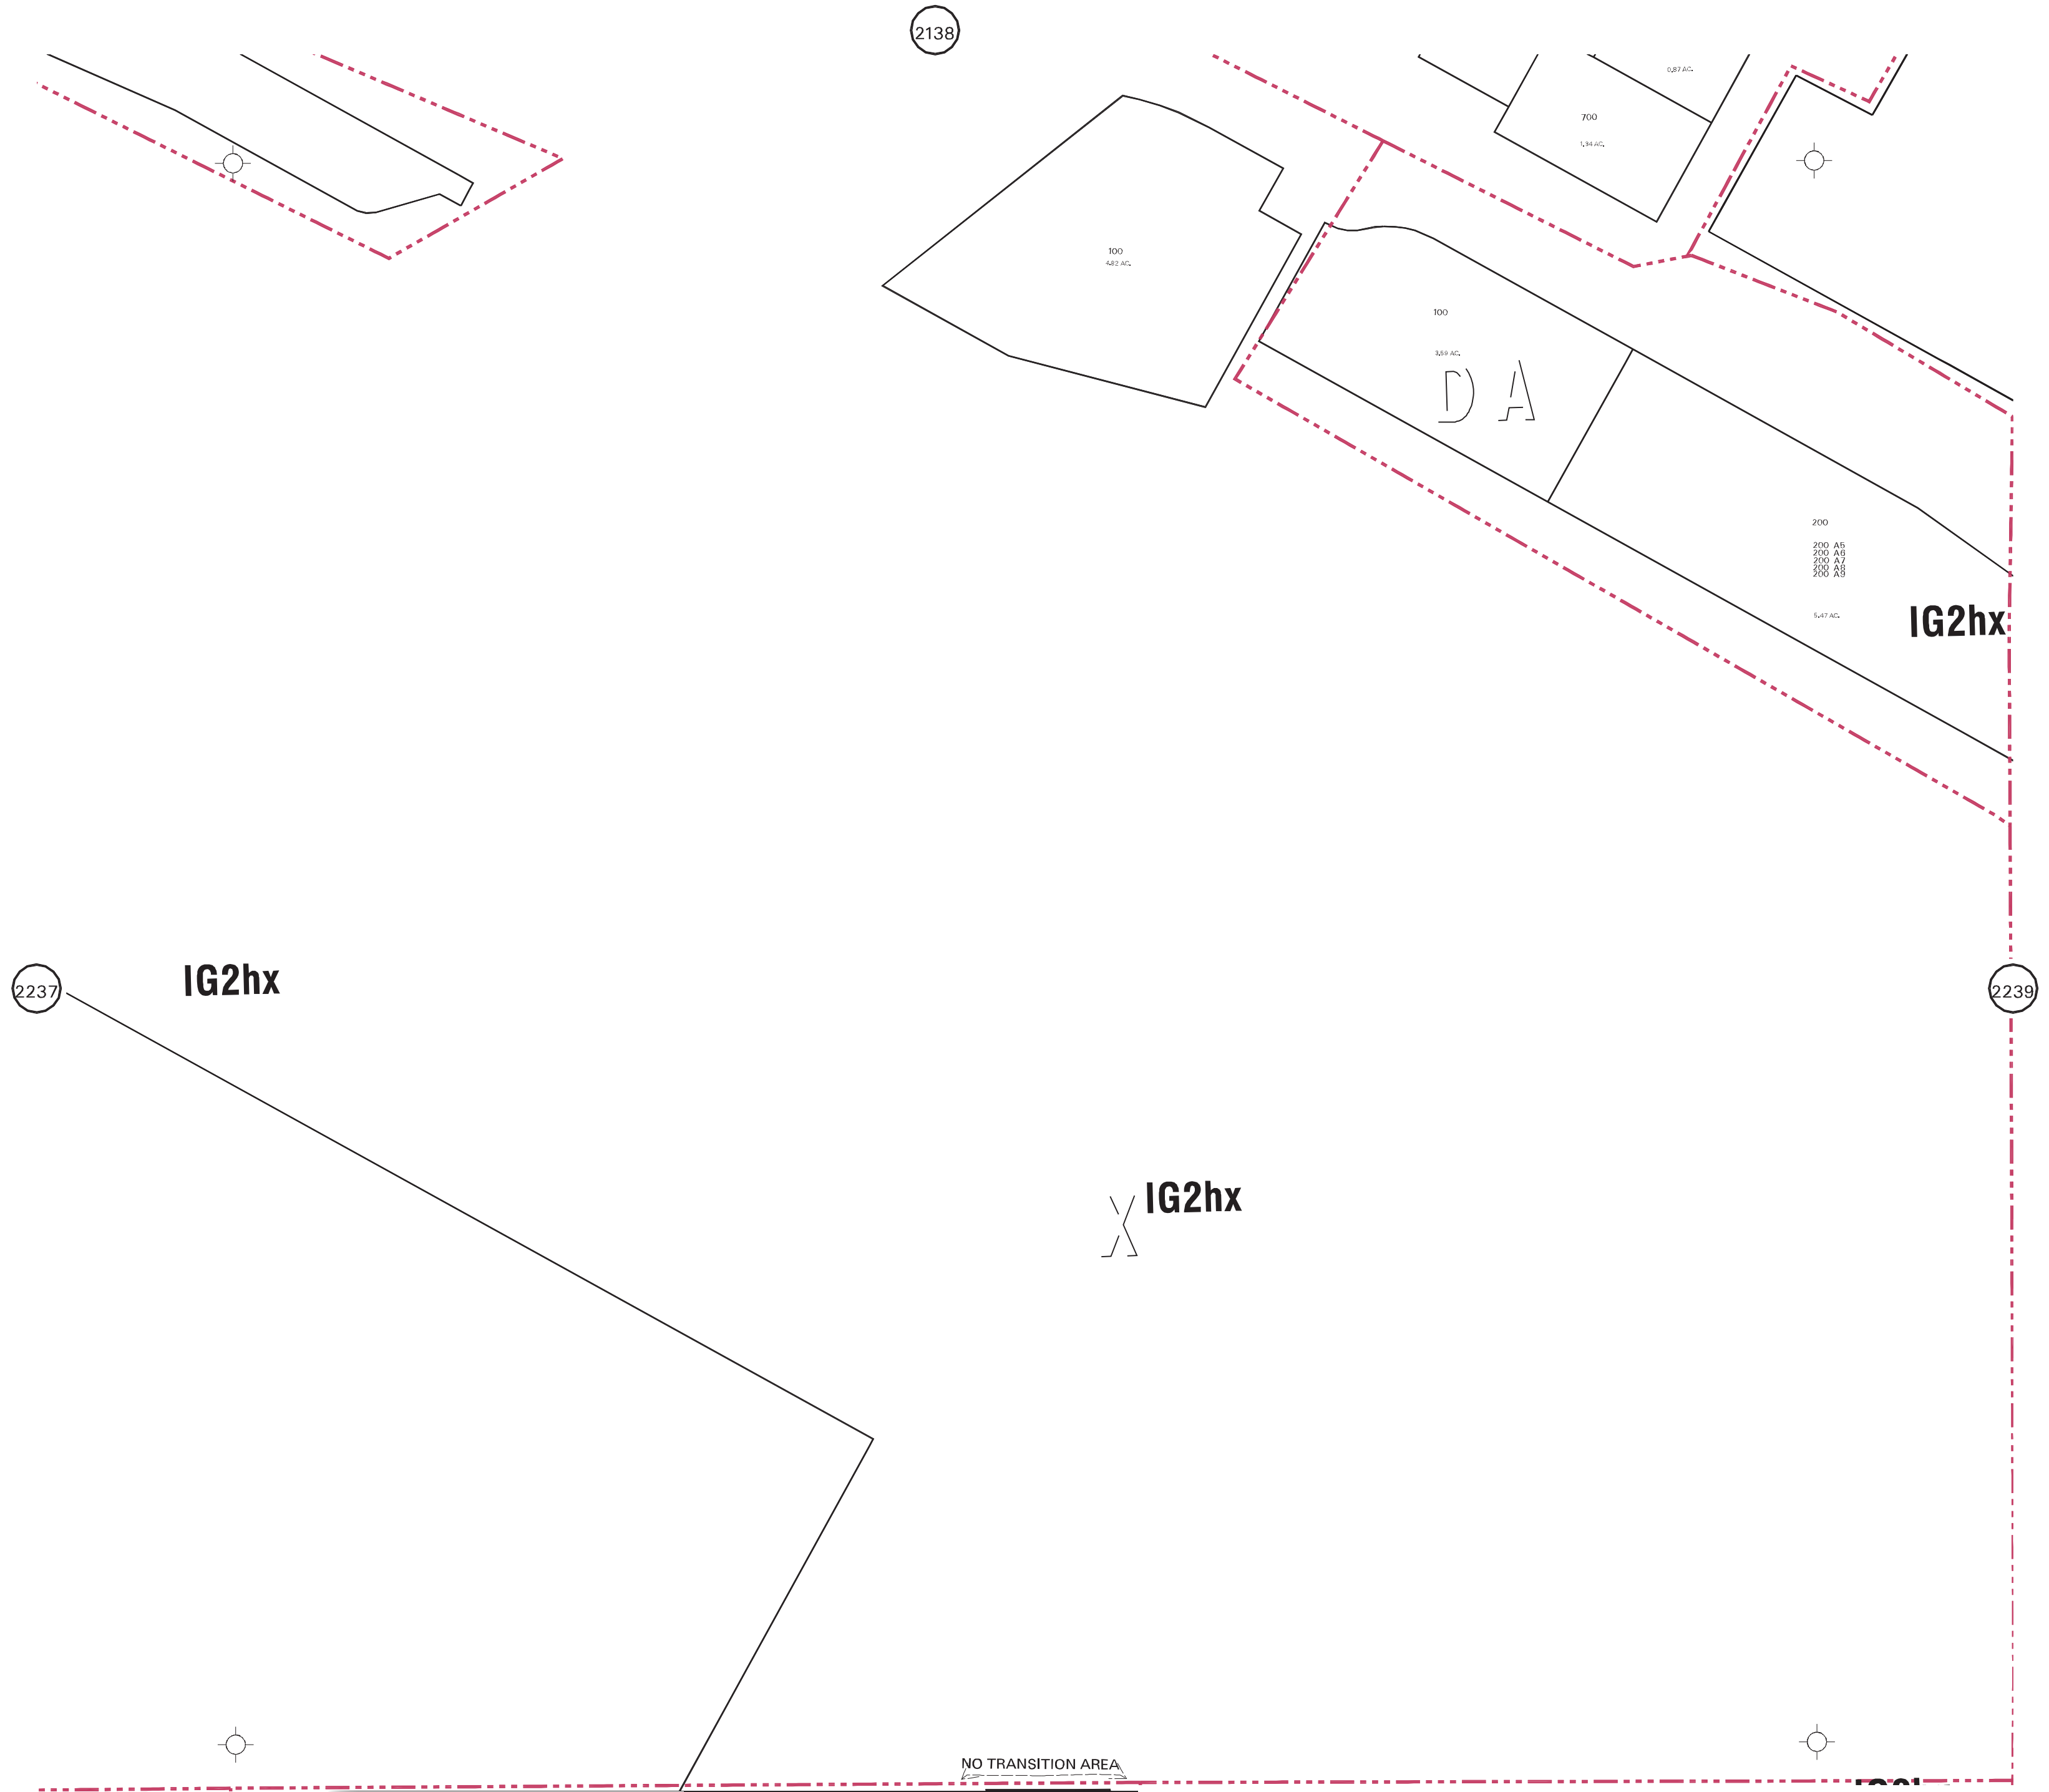 2138
0.87 AC.
700
1.94 AC.
100
4.82 AC.
100
3.59 AC.
D A
200
200 A5
200 A6
200 A7
200 A8
200 A9
5.47 AC.
IG2hx
2237
IG2hx
2239
X
IG2hx
NO TRANSITION AREA